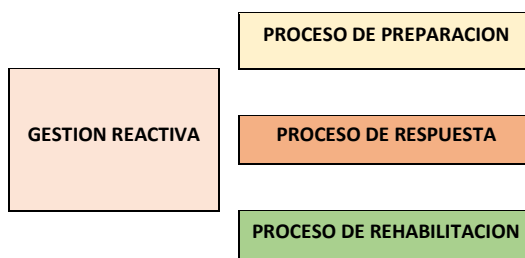 PROCESO DE PREPARACION
GESTION REACTIVA
PROCESO DE RESPUESTA
PROCESO DE REHABILITACION